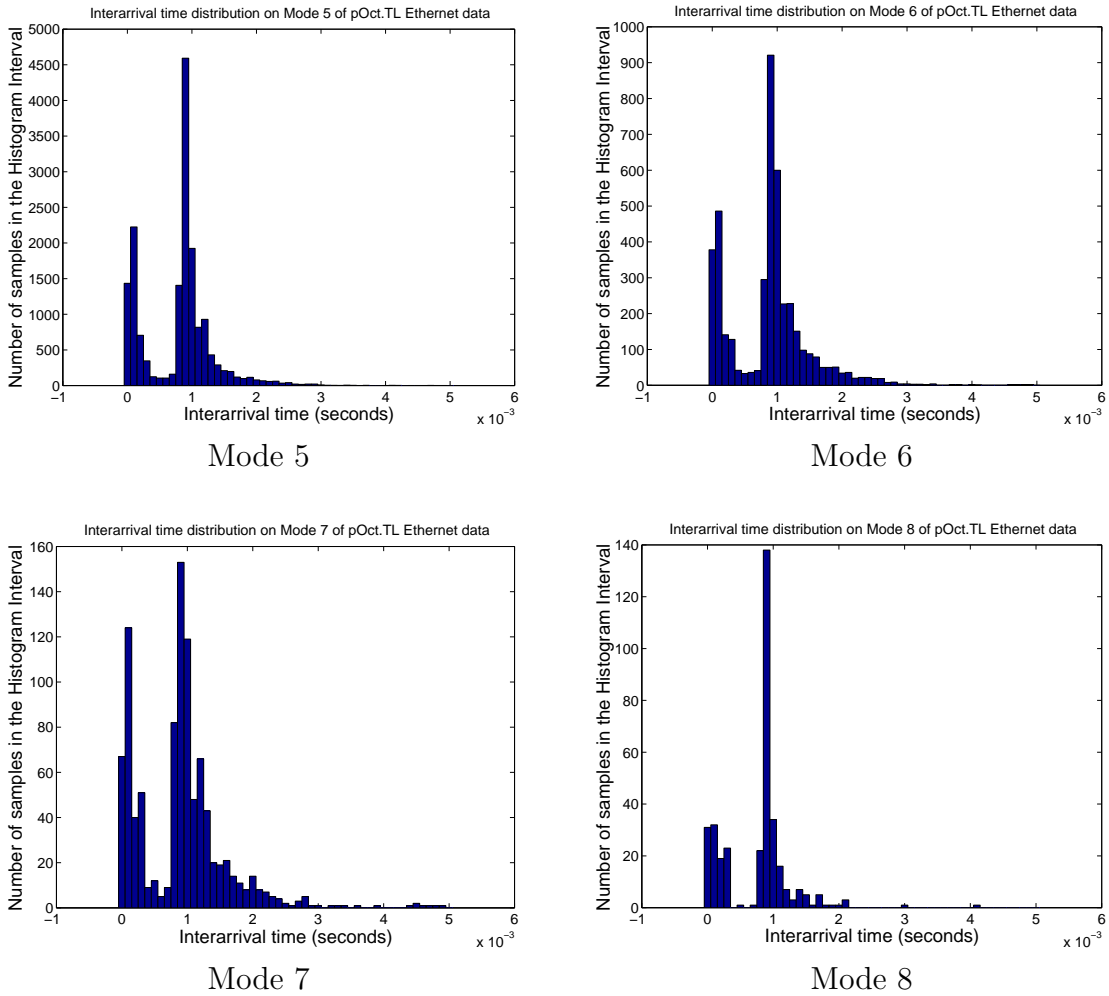 Interarrival time distribution on Mode 5 of pOct.TL Ethernet data
Number of samples in the Histogram Interval
5000
4500
4000
3500
3000
2500
2000
1500
1000
500
0
−1 0 1 2 3 4 5 6
x 10−3
Interarrival time (seconds)
Mode 5
Interarrival time distribution on Mode 6 of pOct.TL Ethernet data
Number of samples in the Histogram Interval
1000
900
800
700
600
500
400
300
200
100
0
−1 0 1 2 3 4 5 6
x 10−3
Interarrival time (seconds)
Mode 6
Interarrival time distribution on Mode 7 of pOct.TL Ethernet data
Number of samples in the Histogram Interval
160
140
120
100
80
60
40
20
0
−1 0 1 2 3 4 5 6
x 10−3
Interarrival time (seconds)
Mode 7
Interarrival time distribution on Mode 8 of pOct.TL Ethernet data
Number of samples in the Histogram Interval
140
120
100
80
60
40
20
0
−1 0 1 2 3 4 5 6
x 10−3
Interarrival time (seconds)
Mode 8